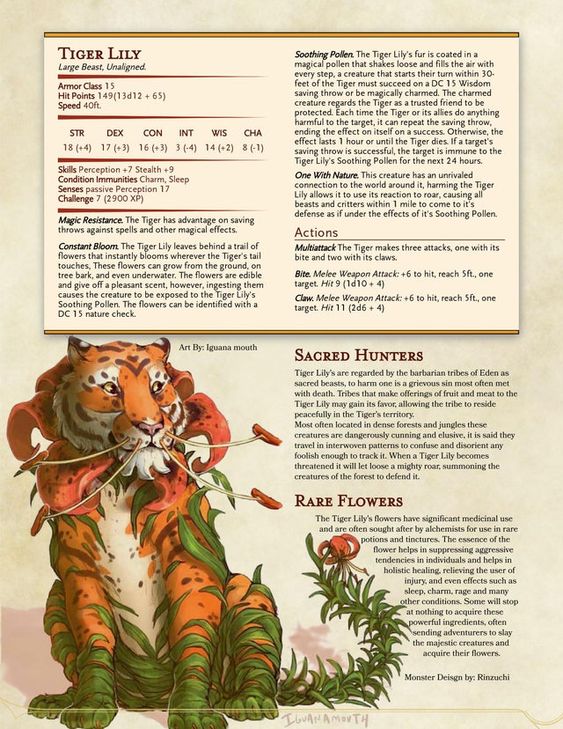 Tiger Lily
Large Beast, Unaligned.
Armor Class 15
Hit Points 149(13d12 + 65)
Speed 40ft.
STR DEX CON INT WIS CHA
18 (+4) 17 (+3) 16 (+3) 3 (-4) 14 (+2) 8 (-1)
Skills Perception +7 Stealth +9
Condition Immunities Charm, Sleep
Senses passive Perception 17
Challenge 7 (2900 XP)
Magic Resistance. The Tiger has advantage on saving
throws against spells and other magical effects.
Constant Bloom. The Tiger Lily leaves behind a trail of
flowers that instantly blooms wherever the Tiger's tail
touches, These flowers can grow from the ground, on
tree bark, and even underwater. The flowers are edible
and give off a pleasant scent, however, ingesting them
causes the creature to be exposed to the Tiger Lily's
Soothing Pollen. The flowers can be identified with a
DC 15 nature check.
Soothing Pollen. The Tiger Lily's fur is coated in a
magical pollen that shakes loose and fills the air with
every step, a creature that starts their turn within 30-
feet of the Tiger must succeed on a DC 15 Wisdom
saving throw or be magically charmed. The charmed
creature regards the Tiger as a trusted friend to be
protected. Each time the Tiger or its allies do anything
harmful to the target, it can repeat the saving throw,
ending the effect on itself on a success. Otherwise, the
effect lasts 1 hour or until the Tiger dies. If a target's
saving throw is successful, the target is immune to the
Tiger Lily's Soothing Pollen for the next 24 hours.
One With Nature. This creature has an unrivaled
connection to the world around it, harming the Tiger
Lily allows it to use its reaction to roar, causing all
beasts and critters within 1 mile to come to it's
defense as if under the effects of it's Soothing Pollen.
Actions
Multiattack The Tiger makes three attacks, one with its
bite and two with its claws.
Bite. Melee Weapon Attack: +6 to hit, reach 5ft., one
target. Hit 9 (1d10 + 4)
Claw. Melee Weapon Attack: +6 to hit, reach 5ft., one
target. Hit 11 (2d6 + 4)
Art By: Iguana mouth
Sacred Hunters
Tiger Lily's are regarded by the barbarian tribes of Eden as
sacred beasts, to harm one is a grievous sin most often met
with death. Tribes that make offerings of fruit and meat to the
Tiger Lily may gain its favor, allowing the tribe to reside
peacefully in the Tiger's territory.
Most often located in dense forests and jungles these
creatures are dangerously cunning and elusive, it is said they
travel in interwoven patterns to confuse and disorient any
foolish enough to track it. When a Tiger Lily becomes
threatened it will let loose a mighty roar, summoning the
creatures of the forest to defend it.
Rare Flowers
The Tiger Lily's flowers have significant medicinal use
and are often sought after by alchemists for use in rare
potions and tinctures. The essence of the
flower helps in suppressing aggressive
tendencies in individuals and helps in
holistic healing, relieving the user of
injury, and even effects such as
sleep, charm, rage and many
other conditions. Some will stop
at nothing to acquire these
powerful ingredients, often
sending adventurers to slay
the majestic creatures and
acquire their flowers.
Monster Deisgn by: Rinzuchi
IGUANAMOUTH